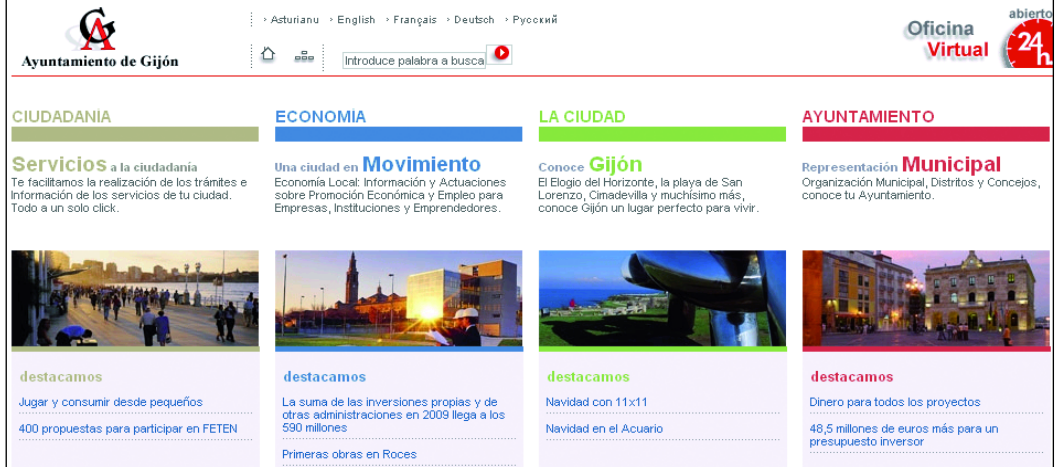 Ayuntamiento de Gijón
› Asturianu › English › Français › Deutsch › Русский
Introduce palabra a busca
Oficina
Virtual
abierto
24h.
CIUDADANÍA
Servicios a la ciudadanía
Te facilitamos la realización de los trámites e
Información de los servicios de tu ciudad.
Todo a un solo click.
destacamos
Jugar y consumir desde pequeños
400 propuestas para participar en FETEN
ECONOMÍA
Una ciudad en Movimiento
Economía Local: Información y Actuaciones
sobre Promoción Económica y Empleo para
Empresas, Instituciones y Emprendedores.
destacamos
La suma de las inversiones propias y de
otras administraciones en 2009 llega a los
590 millones
Primeras obras en Roces
LA CIUDAD
Conoce Gijón
El Elogio del Horizonte, la playa de San
Lorenzo, Cimadevilla y muchísimo más,
conoce Gijón un lugar perfecto para vivir.
destacamos
Navidad con 11x11
Navidad en el Acuario
AYUNTAMIENTO
Representación Municipal
Organización Municipal, Distritos y Concejos,
conoce tu Ayuntamiento.
destacamos
Dinero para todos los proyectos
48,5 millones de euros más para un
presupuesto inversor